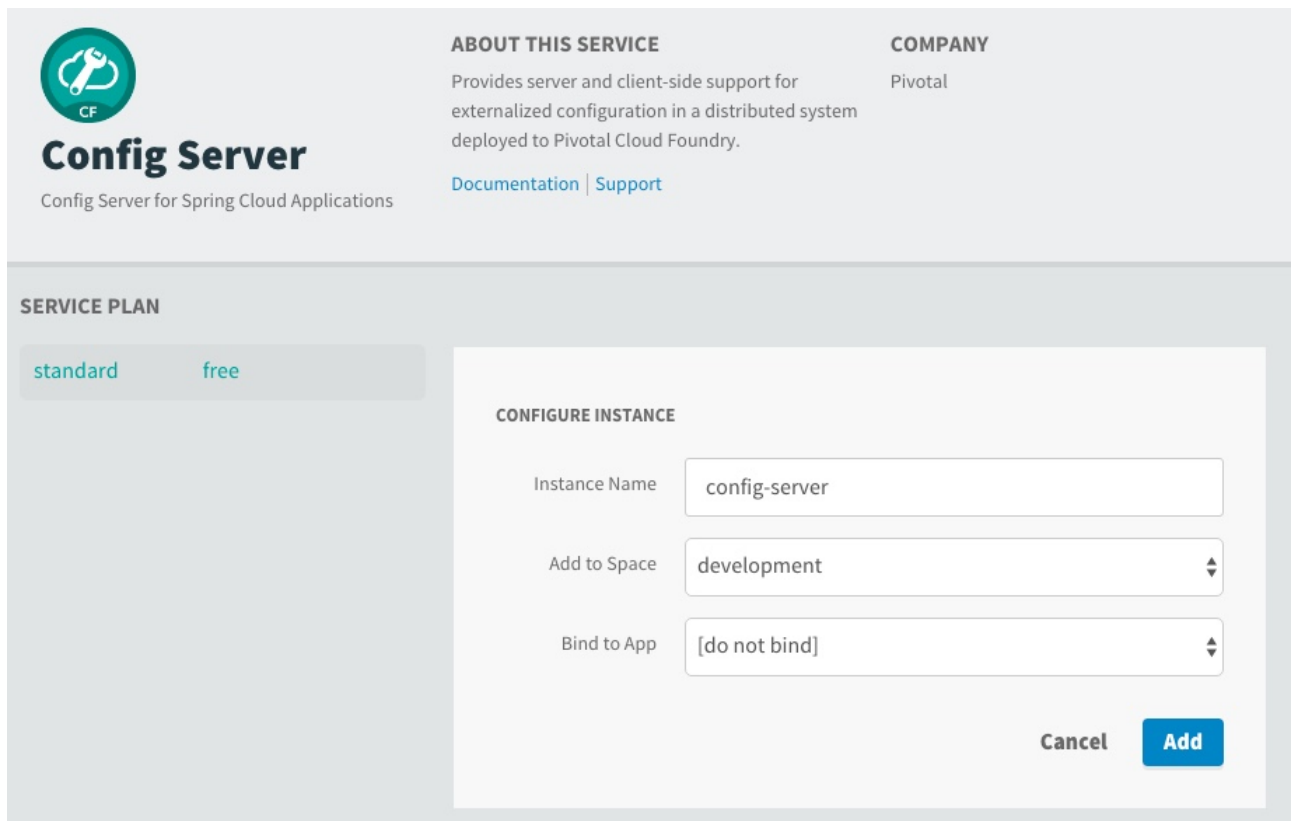 CF
Config Server
Config Server for Spring Cloud Applications
ABOUT THIS SERVICE
Provides server and client-side support for
externalized configuration in a distributed system
deployed to Pivotal Cloud Foundry.
Documentation | Support
COMPANY
Pivotal
SERVICE PLAN
standard free
CONFIGURE INSTANCE
Instance Name config-server
Add to Space development
Bind to App [do not bind]
Cancel Add